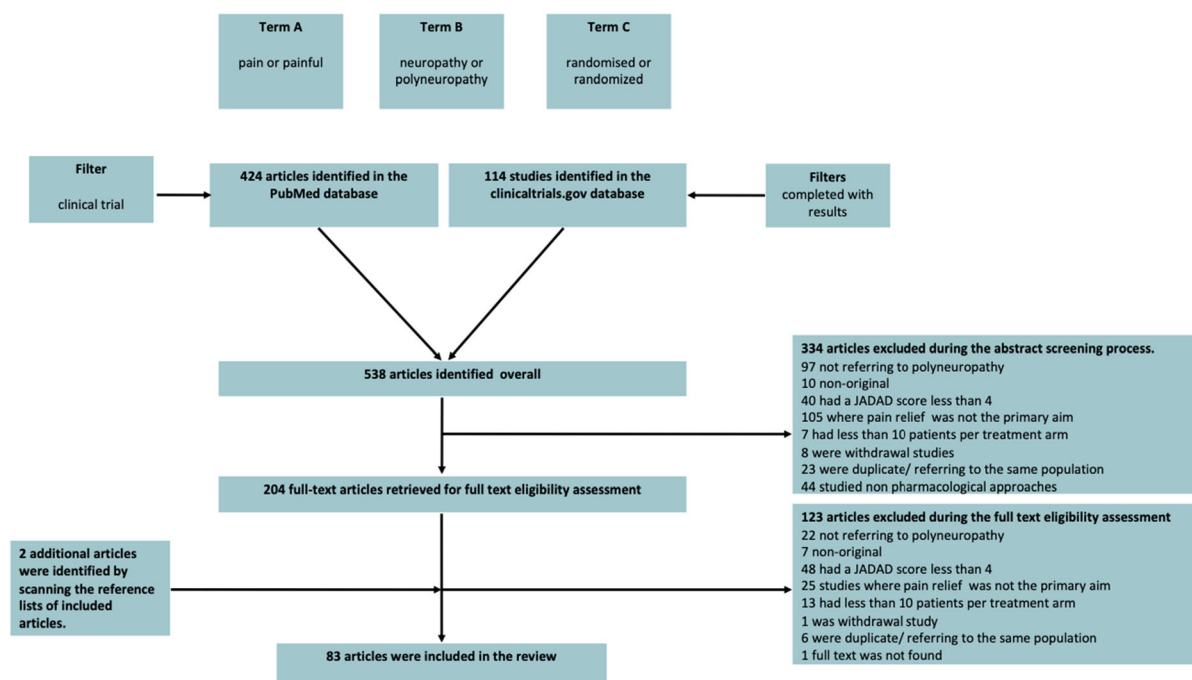 Term A
pain or painful
Term B
neuropathy or
polyneuropathy
Term C
randomised or
randomized
Filter
clinical trial
424 articles identified in the
PubMed database
114 studies identified in the
clinicaltrials.gov database
Filters
completed with
results
538 articles identified overall
334 articles excluded during the abstract screening process.
97 not referring to polyneuropathy
10 non-original
40 had a JADAD score less than 4
105 where pain relief was not the primary aim
7 had less than 10 patients per treatment arm
8 were withdrawal studies
23 were duplicate/ referring to the same population
44 studied non pharmacological approaches
204 full-text articles retrieved for full text eligibility assessment
2 additional articles
were identified by
scanning the reference
lists of included
articles.
123 articles excluded during the full text eligibility assessment
22 not referring to polyneuropathy
7 non-original
48 had a JADAD score less than 4
25 studies where pain relief was not the primary aim
13 had less than 10 patients per treatment arm
1 was withdrawal study
6 were duplicate/ referring to the same population
1 full text was not found
83 articles were included in the review